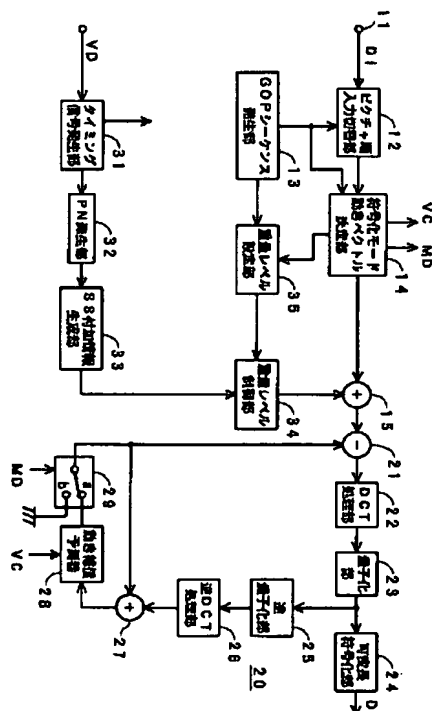 11
DI
ピクチャ順
入力切替部
12
GOPシーケンス
発生部
13
符号化モード
動きベクトル
決定部
14
VC
MD
15
21
DCT
処理部
22
量子化
部
23
可変長
符号化部
24
D
重畳レベル
設定部
35
重畳レベル
制御部
34
VD
タイミング
信号発生部
31
PN発生部
32
SS付加情報
生成部
33
MD
a
b
29
VC
動き補償
予測部
28
27
逆DCT
処理部
26
逆
量子化部
25
20